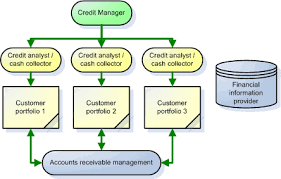 Credit Manager
Credit analyst /
cash collector
Credit analyst /
cash collector
Credit analyst /
cash collector
Customer
portfolio 1
Customer
portfolio 2
Customer
portfolio 3
Financial
information
provider
Accounts receivable management